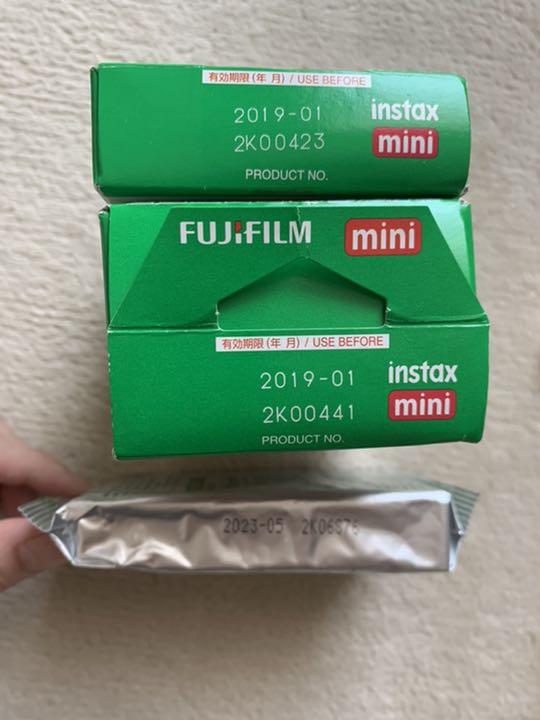 有効期限(年 月) / USE BEFORE
2019-01
instax
2K00423
mini
PRODUCT NO.
FUJIFILM
mini
有効期限(年 月) / USE BEFORE
2019-01
instax
2K00441
mini
PRODUCT NO.
2023-05 2K06876